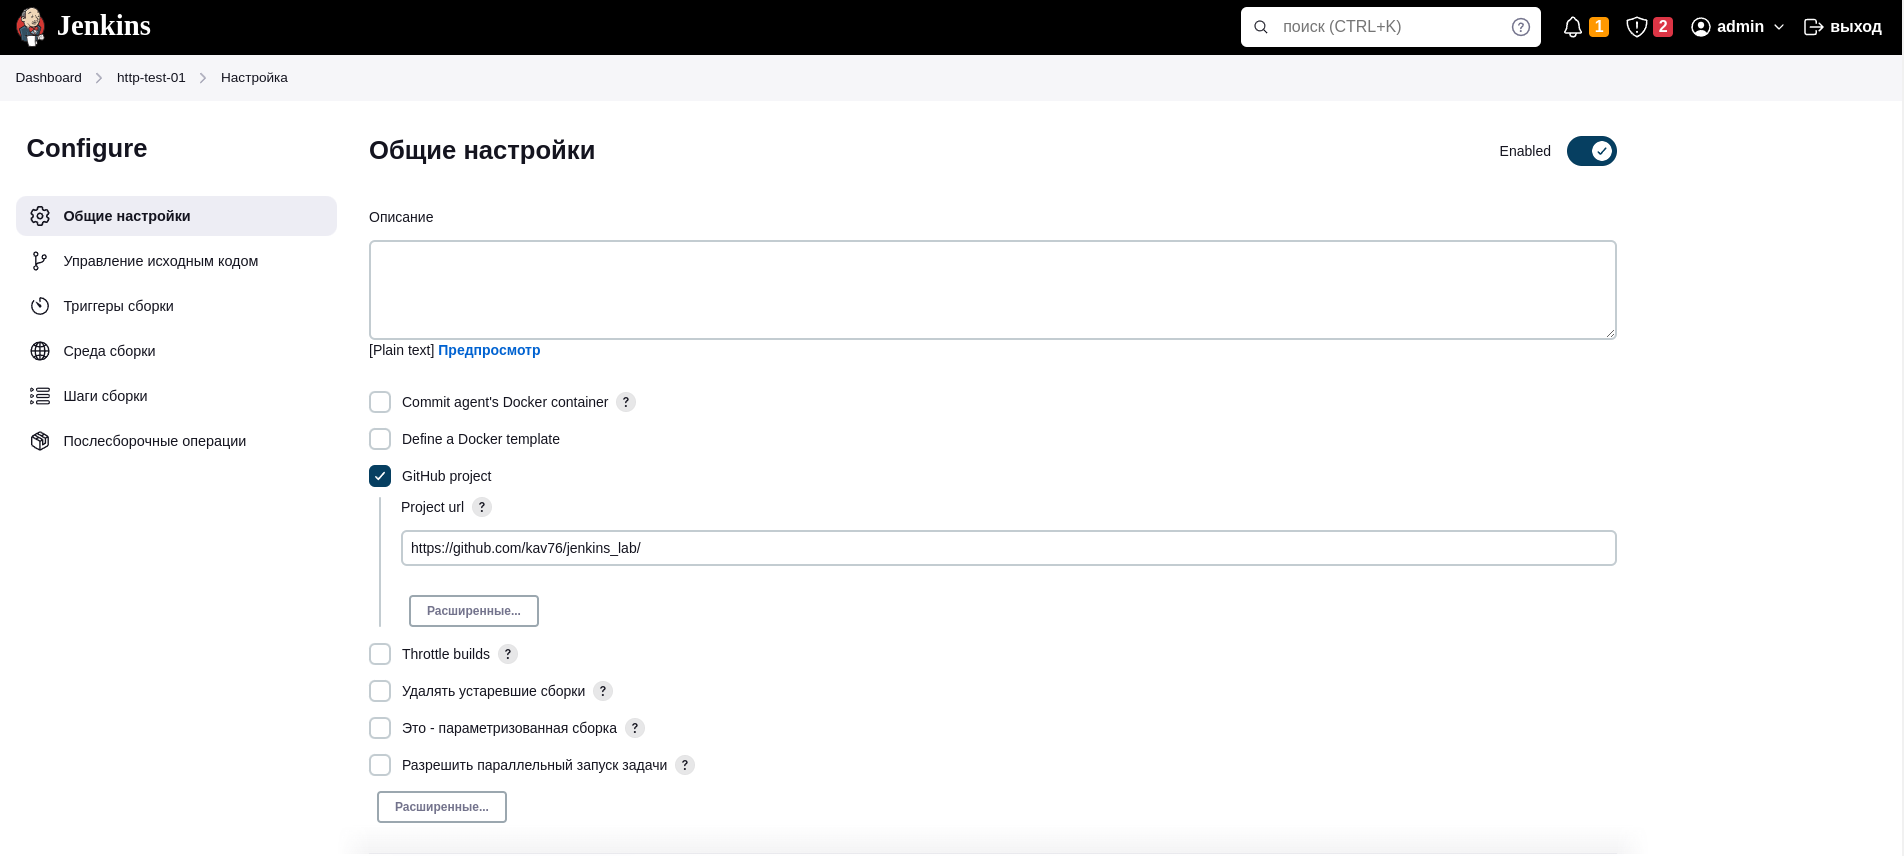 Jenkins
поиск (CTRL+K)
?
1
2
admin
выход
Dashboard
http-test-01
Настройка
Configure
Общие настройки
Управление исходным кодом
Триггеры сборки
Среда сборки
Шаги сборки
Послесборочные операции
Общие настройки
Enabled
Описание
[Plain text] Предпросмотр
Commit agent's Docker container ?
Define a Docker template
GitHub project
Project url ?
https://github.com/kav76/jenkins_lab/
Расширенные...
Throttle builds ?
Удалять устаревшие сборки ?
Это - параметризованная сборка ?
Разрешить параллельный запуск задачи ?
Расширенные...